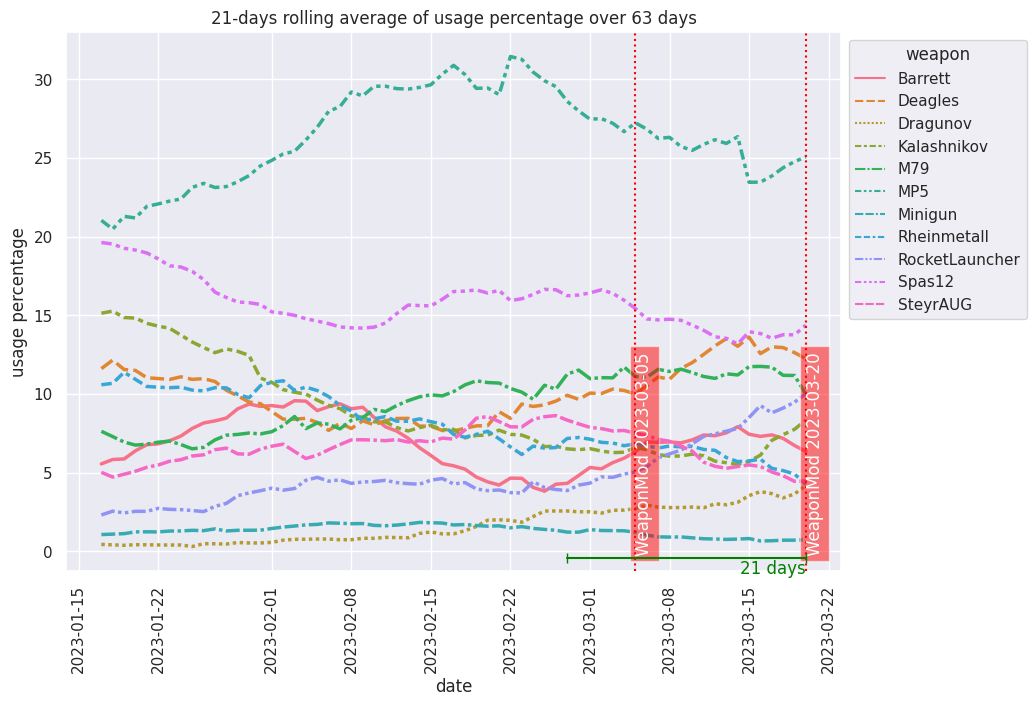 21-days rolling average of usage percentage over 63 days
usage percentage
30
25
20
15
10
5
0
WeaponMod 2023-03-05
WeaponMod 2023-03-20
21 days
2023-01-15
2023-01-22
2023-02-01
2023-02-08
2023-02-15
2023-02-22
2023-03-01
2023-03-08
2023-03-15
2023-03-22
date
weapon
Barrett
Deagles
Dragunov
Kalashnikov
M79
MP5
Minigun
Rheinmetall
RocketLauncher
Spas12
SteyrAUG